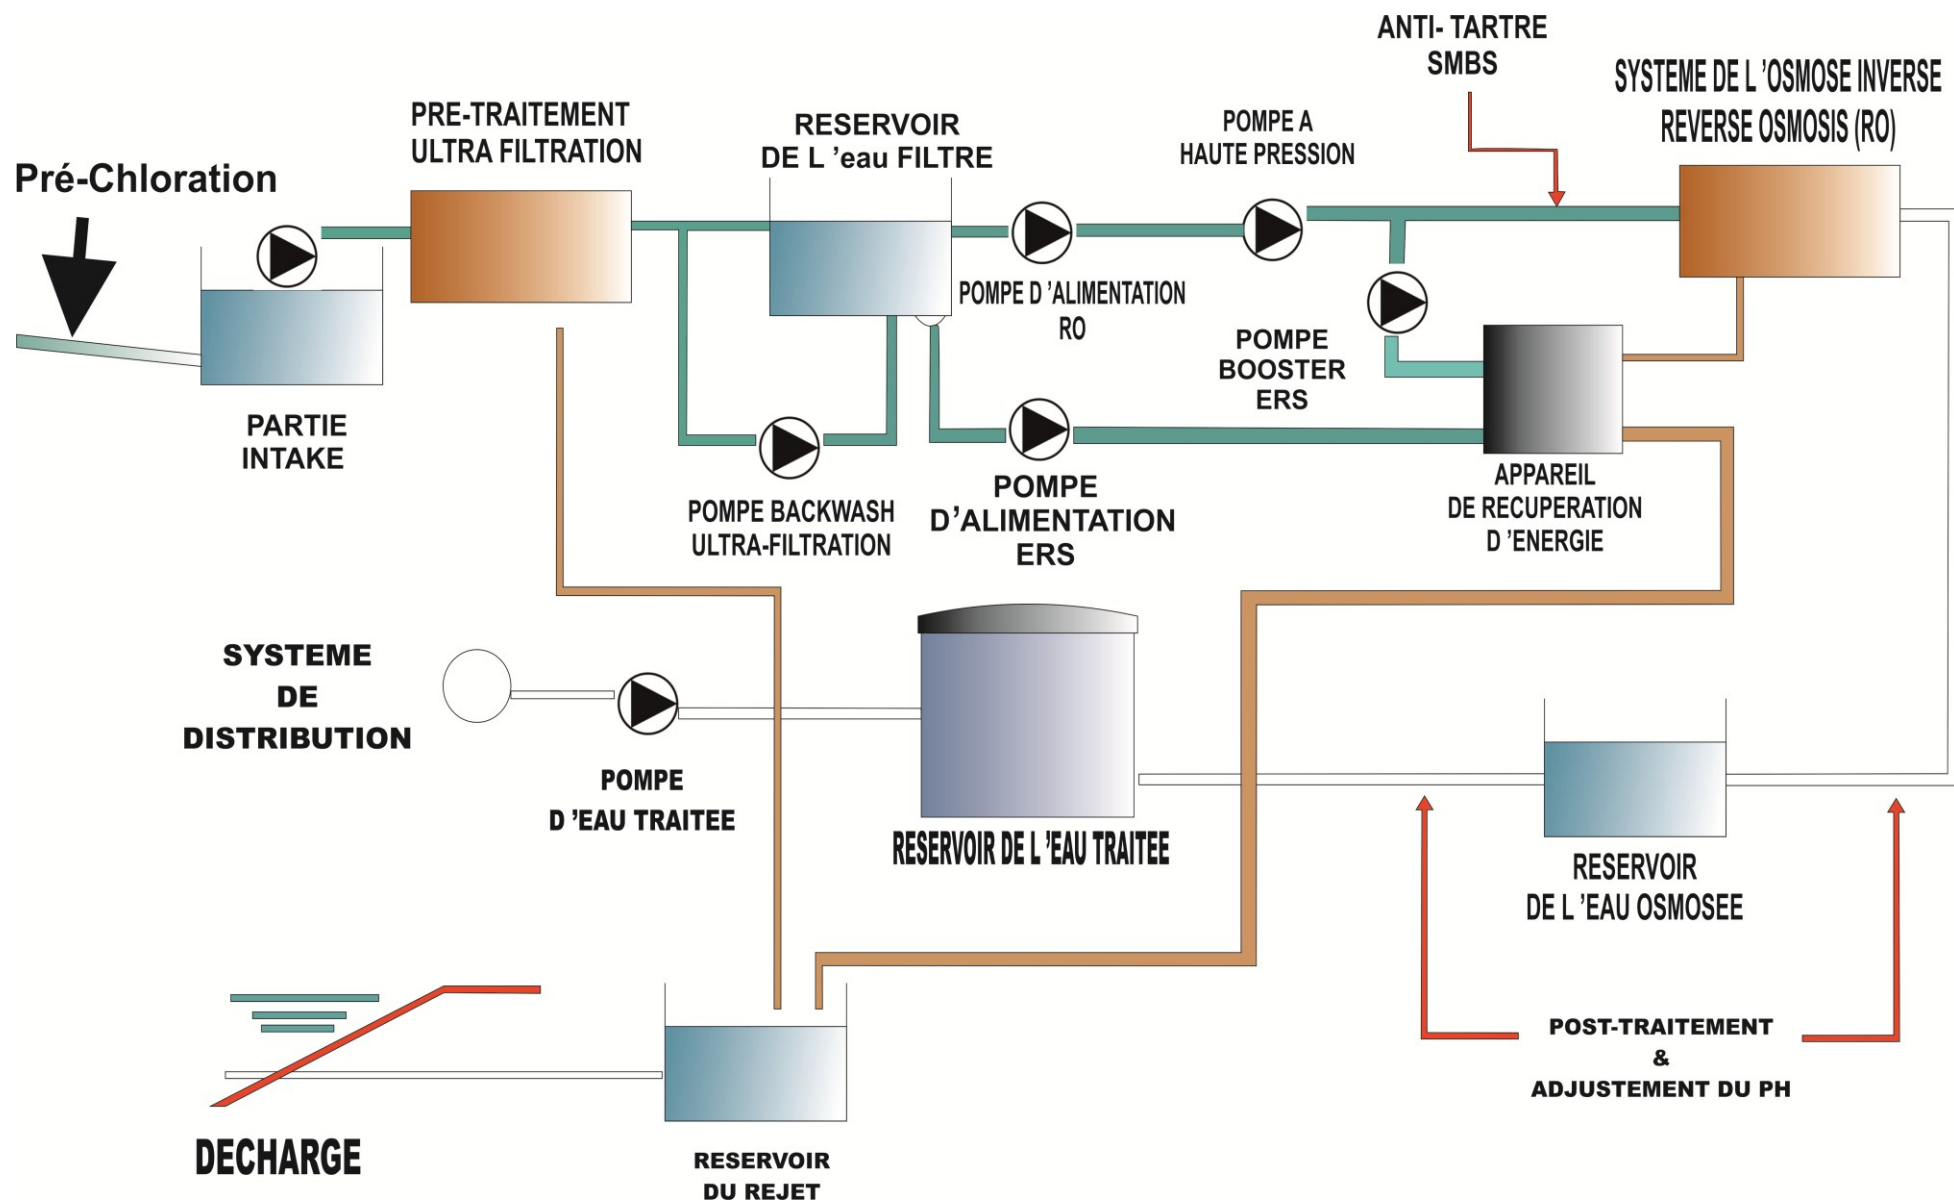 ANTI- TARTRE
SMBS
SYSTEME DE L ’OSMOSE INVERSE
REVERSE OSMOSIS (RO)
PRE-TRAITEMENT
ULTRA FILTRATION
RESERVOIR
DE L ’eau FILTRE
POMPE A
HAUTE PRESSION
Pré-Chloration
POMPE D ’ALIMENTATION
RO
POMPE
BOOSTER
ERS
PARTIE
INTAKE
POMPE BACKWASH
ULTRA-FILTRATION
POMPE
D’ALIMENTATION
ERS
APPAREIL
DE RECUPERATION
D ’ENERGIE
SYSTEME
DE
DISTRIBUTION
POMPE
D ’EAU TRAITEE
RESERVOIR DE L ’EAU TRAITEE
RESERVOIR
DE L ’EAU OSMOSEE
POST-TRAITEMENT
&
ADJUSTEMENT DU PH
DECHARGE
RESERVOIR
DU REJET